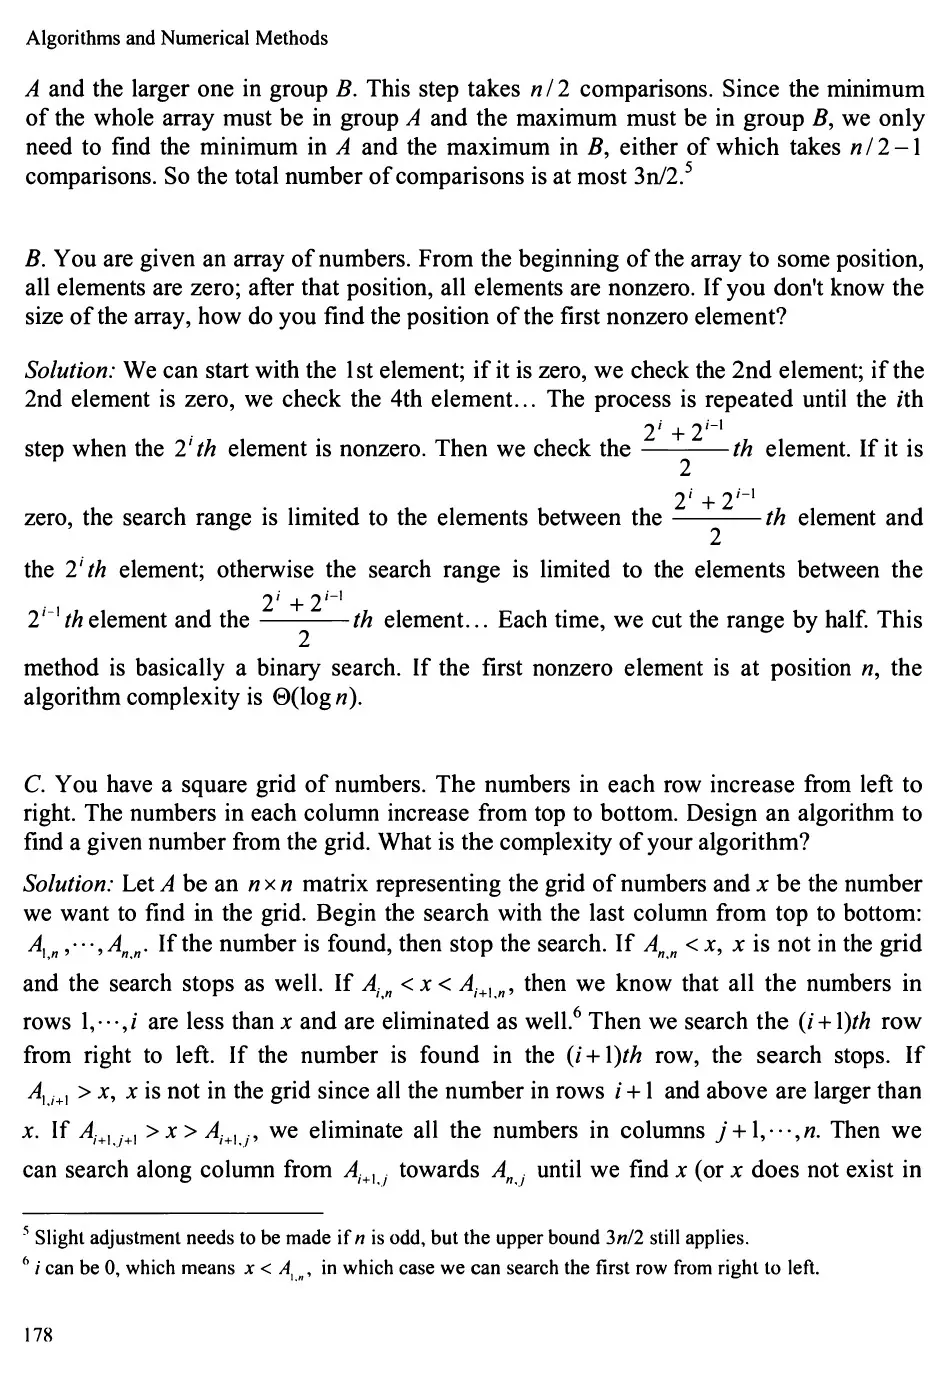 Algorithms and Numerical Methods
A and the larger one in group B. This step takes n/2 comparisons. Since the minimum
of the whole array must be in group A and the maximum must be in group B, we only
need to find the minimum in A and the maximum in B, either of which takes n/2−1
comparisons. So the total number of comparisons is at most 3n/2.⁵
B. You are given an array of numbers. From the beginning of the array to some position,
all elements are zero; after that position, all elements are nonzero. If you don't know the
size of the array, how do you find the position of the first nonzero element?
Solution: We can start with the 1st element; if it is zero, we check the 2nd element; if the
2nd element is zero, we check the 4th element... The process is repeated until the ith
step when the 2^i th element is nonzero. Then we check the (2^i + 2^(i−1))/2 th element. If it is
zero, the search range is limited to the elements between the (2^i + 2^(i−1))/2 th element and
the 2^i th element; otherwise the search range is limited to the elements between the
2^(i−1) th element and the (2^i + 2^(i−1))/2 th element... Each time, we cut the range by half. This
method is basically a binary search. If the first nonzero element is at position n, the
algorithm complexity is Θ(log n).
C. You have a square grid of numbers. The numbers in each row increase from left to
right. The numbers in each column increase from top to bottom. Design an algorithm to
find a given number from the grid. What is the complexity of your algorithm?
Solution: Let A be an n×n matrix representing the grid of numbers and x be the number
we want to find in the grid. Begin the search with the last column from top to bottom:
A_{1,n},⋯,A_{n,n}. If the number is found, then stop the search. If A_{n,n} < x, x is not in the grid
and the search stops as well. If A_{i,n} < x < A_{i+1,n}, then we know that all the numbers in
rows 1,⋯,i are less than x and are eliminated as well.⁶ Then we search the (i+1)th row
from right to left. If the number is found in the (i+1)th row, the search stops. If
A_{1,i+1} > x, x is not in the grid since all the number in rows i+1 and above are larger than
x. If A_{i+1,j+1} > x > A_{i+1,j}, we eliminate all the numbers in columns j+1,⋯,n. Then we
can search along column from A_{i+1,j} towards A_{n,j} until we find x (or x does not exist in
⁵ Slight adjustment needs to be made if n is odd, but the upper bound 3n/2 still applies.
⁶ i can be 0, which means x < A_{1,n}, in which case we can search the first row from right to left.
178